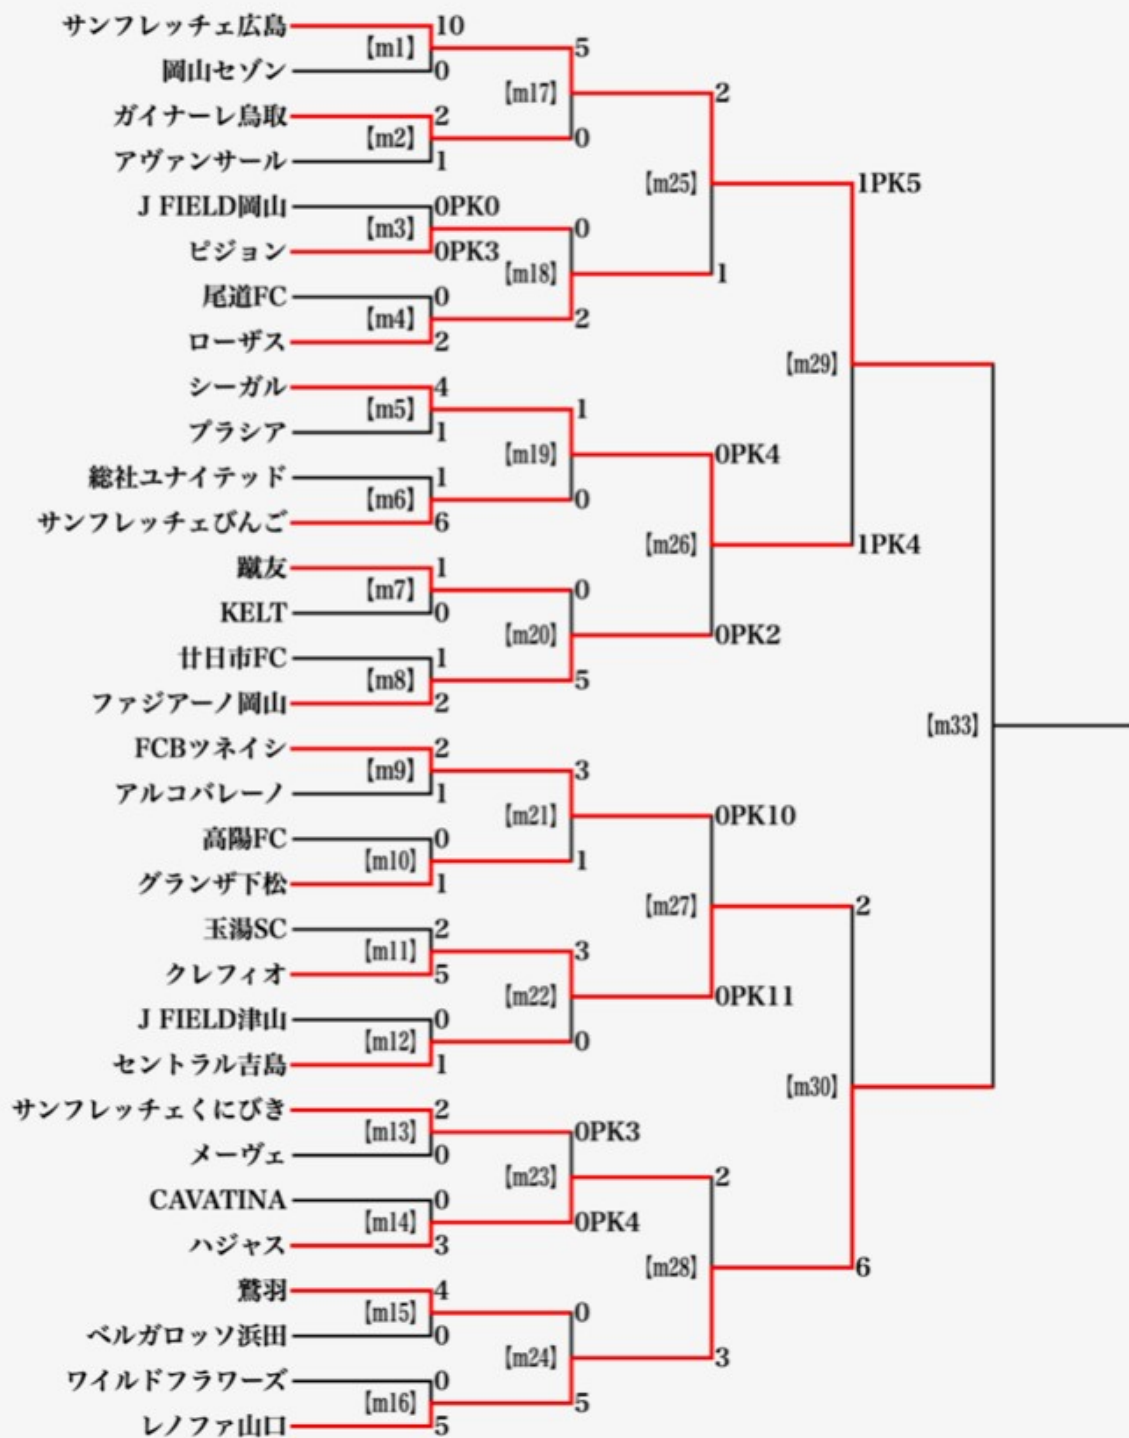 サンフレッチェ広島 10
【m1】 5
岡山セゾン 0
【m17】 2
ガイナーレ鳥取 2
【m2】 0
アヴァンサール 1
【m25】 1PK5
J FIELD岡山 0PK0
【m3】 0
ピジョン 0PK3
【m18】 1
尾道FC 0
【m4】 2
ローザス 2
【m29】
シーガル 4
【m5】 1
プラシア 1
【m19】 0PK4
総社ユナイテッド 1
【m6】 0
サンフレッチェびんご 6
【m26】 1PK4
蹴友 1
【m7】 0
KELT 0
【m20】 0PK2
廿日市FC 1
【m8】 5
ファジアーノ岡山 2
【m33】
FCBツネイシ 2
【m9】 3
アルコバレーノ 1
【m21】 0PK10
高陽FC 0
【m10】 1
グランザ下松 1
【m27】 2
玉湯SC 2
【m11】 3
クレフィオ 5
【m22】 0PK11
J FIELD津山 0
【m12】 0
セントラル吉島 1
【m30】
サンフレッチェくにびき 2
【m13】 0PK3
メーヴェ 0
【m23】 2
CAVATINA 0
【m14】 0PK4
ハジャス 3
【m28】 6
鷲羽 4
【m15】 0
ベルガロッソ浜田 0
【m24】 3
ワイルドフラワーズ 0
【m16】 5
レノファ山口 5